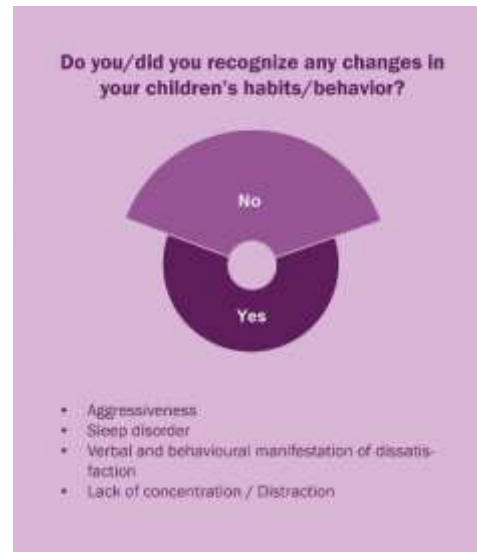 Do you/did you recognize any changes in
your children's habits/behavior?
No
Yes
• Aggressiveness
• Sleep disorder
• Verbal and behavioural manifestation of dissatis-
faction
• Lack of concentration / Distraction